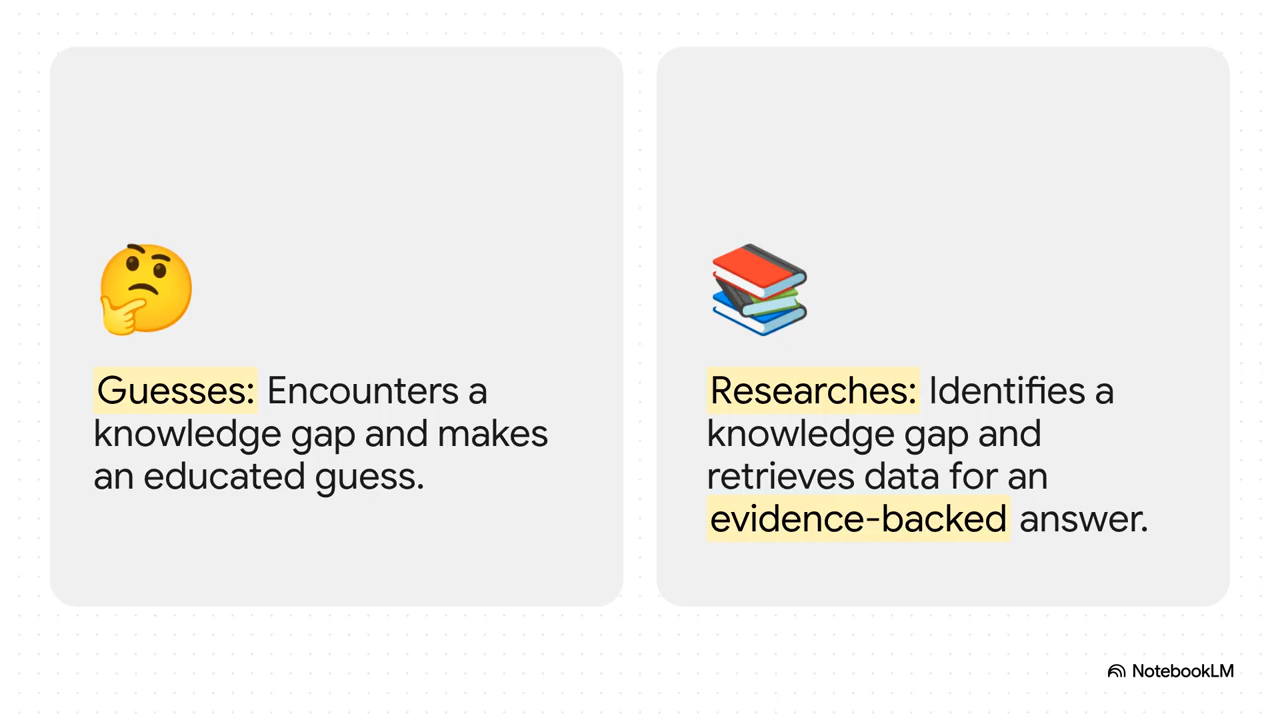 Guesses: Encounters a
knowledge gap and makes
an educated guess.
Researches: Identifies a
knowledge gap and
retrieves data for an
evidence-backed answer.
NotebookLM